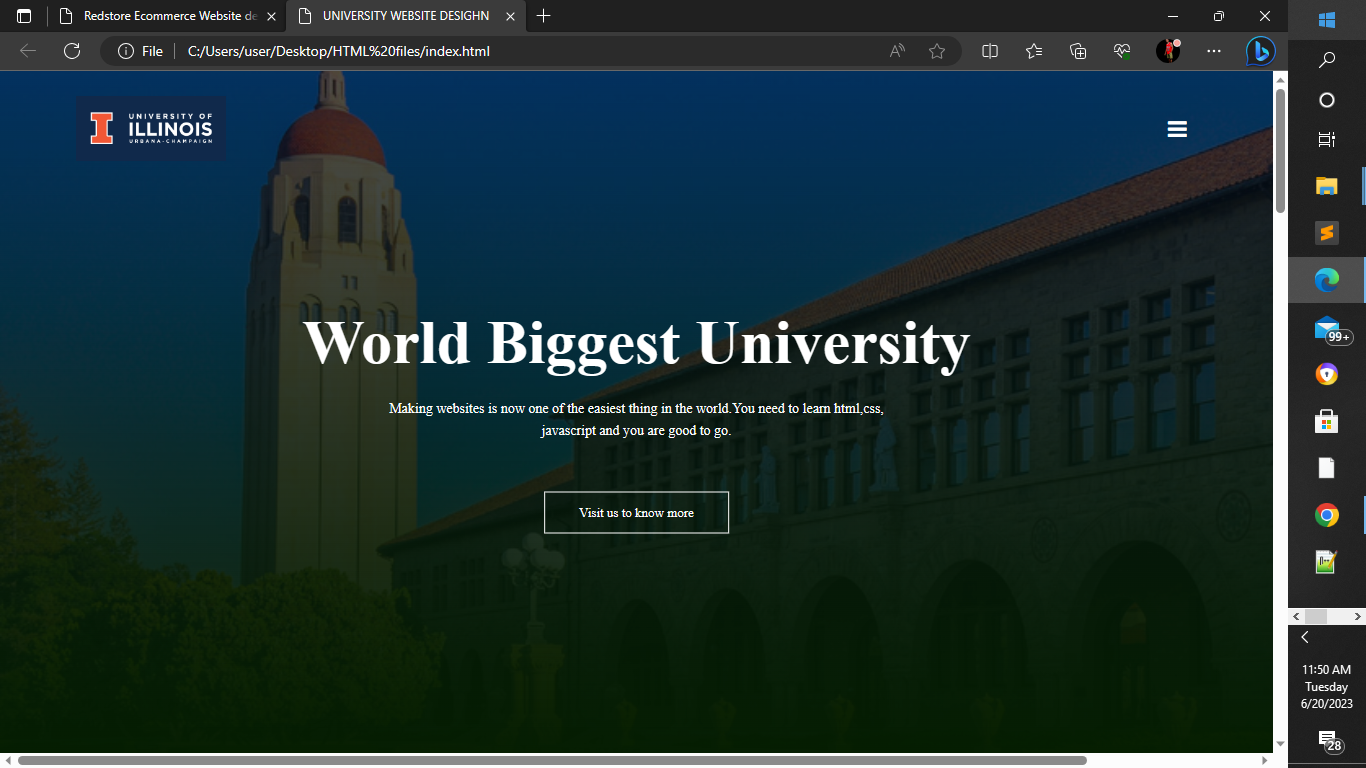 Redstore Ecommerce Website de
UNIVERSITY WEBSITE DESIGHN
File
C:/Users/user/Desktop/HTML%20files/index.html
UNIVERSITY OF
ILLINOIS
URBANA-CHAMPAIGN
World Biggest University
Making websites is now one of the easiest thing in the world.You need to learn html,css,
javascript and you are good to go.
Visit us to know more
99+
11:50 AM
Tuesday
6/20/2023
28